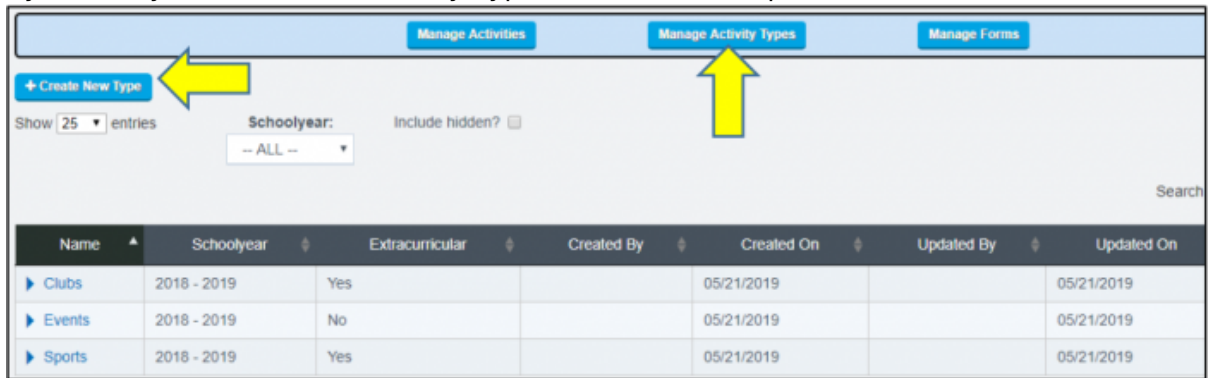 Manage Activities Manage Activity Types Manage Forms
+ Create New Type
Show 25 entries Schoolyear: Include hidden?
-- ALL --
Search
Name Schoolyear Extracurricular Created By Created On Updated By Updated On
Clubs 2018 - 2019 Yes 05/21/2019 05/21/2019
Events 2018 - 2019 No 05/21/2019 05/21/2019
Sports 2018 - 2019 Yes 05/21/2019 05/21/2019